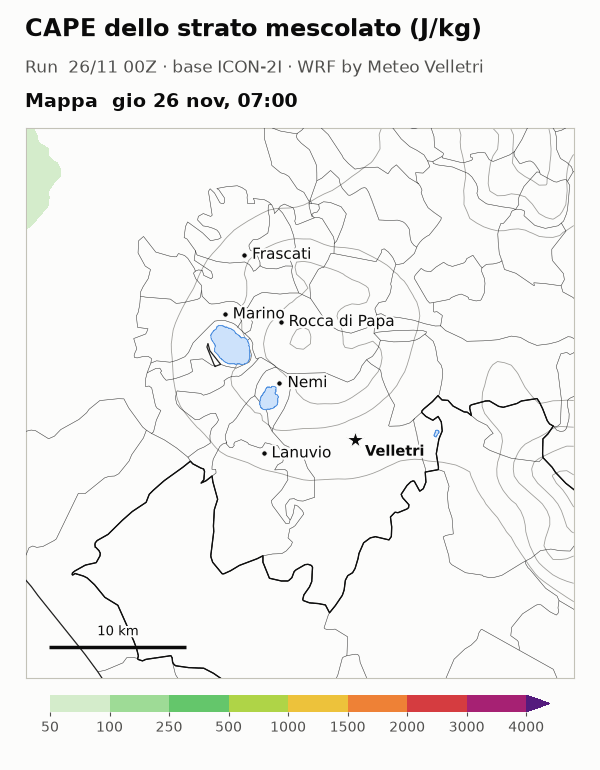 CAPE dello strato mescolato (J/kg)
Run  26/11 00Z · base ICON-2I · WRF by Meteo Velletri
Mappa  gio 26 nov, 07:00
Frascati
Marino
Rocca di Papa
Nemi
Velletri
Lanuvio
10 km
50 100 250 500 1000 1500 2000 3000 4000